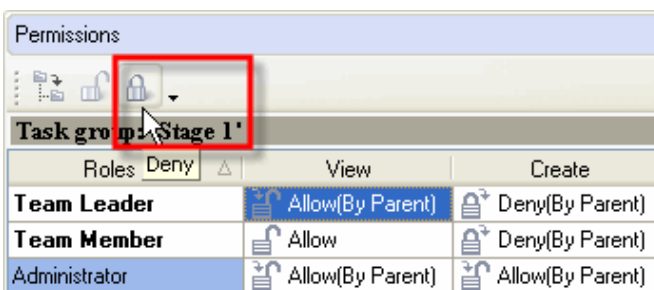 Permissions
Task group: 'Stage 1'
Deny
Roles View Create
Team Leader Allow(By Parent) Deny(By Parent)
Team Member Allow Deny(By Parent)
Administrator Allow(By Parent) Allow(By Parent)